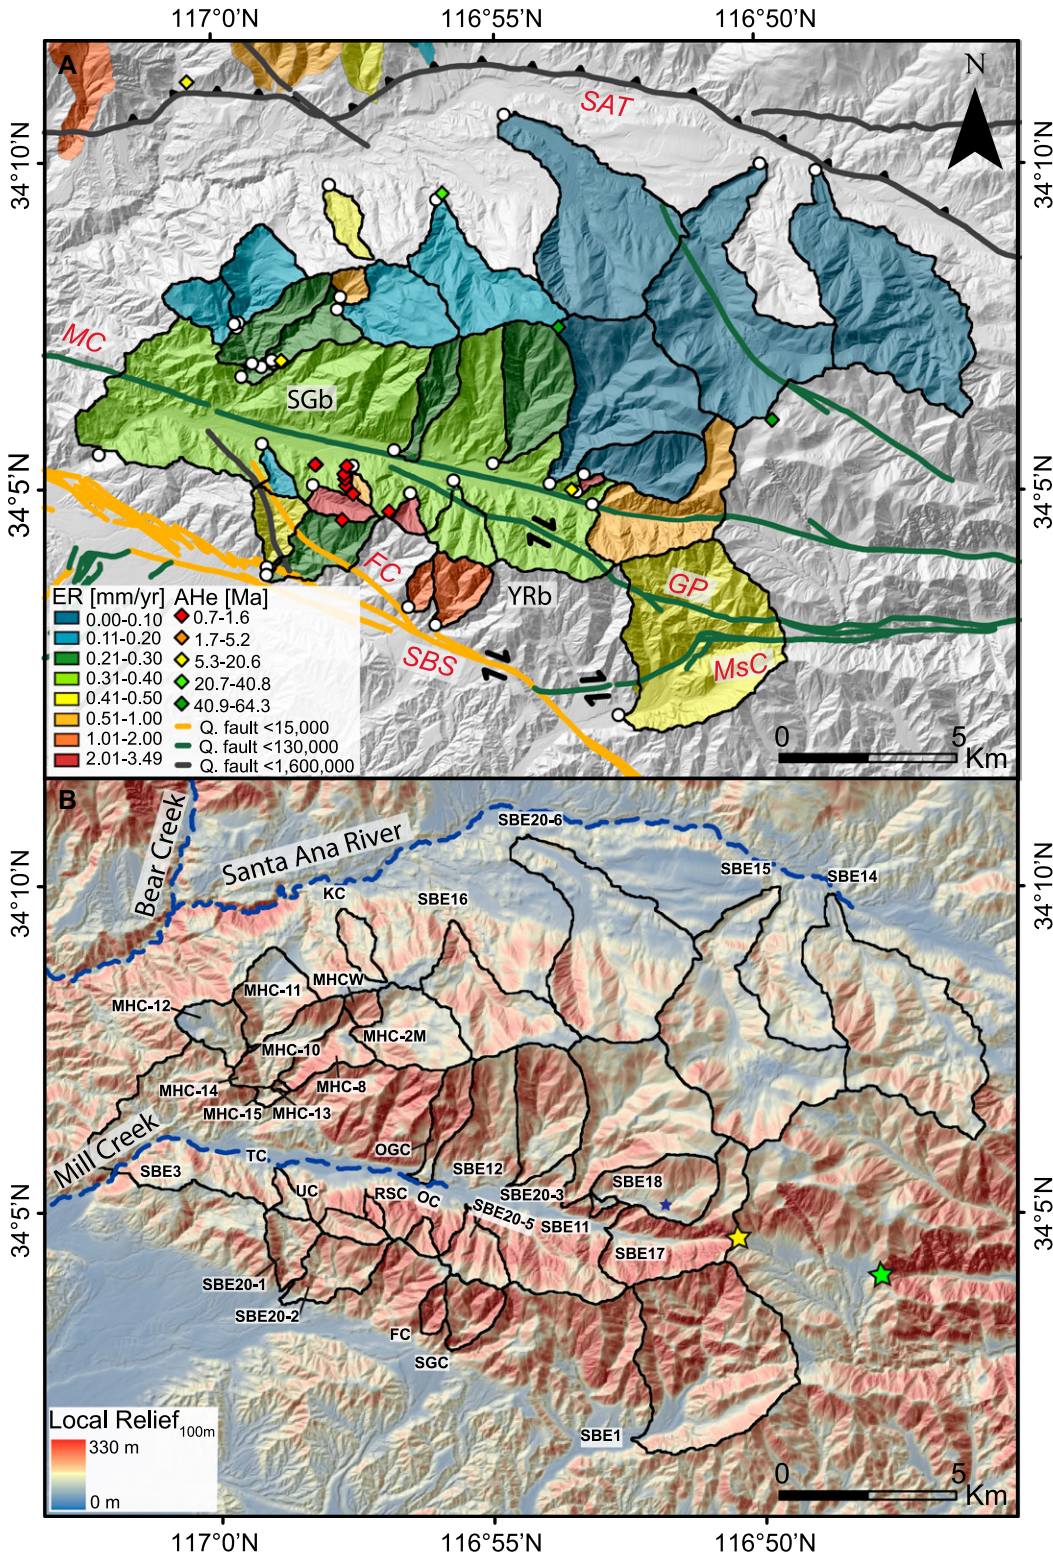 117°0'N
116°55'N
116°50'N
A
N
SAT
34°10'N
34°10'N
MC
SGb
34°5'N
34°5'N
FC
YRb
GP
SBS
MsC
ER [mm/yr]
0.00-0.10
0.11-0.20
0.21-0.30
0.31-0.40
0.41-0.50
0.51-1.00
1.01-2.00
2.01-3.49
AHe [Ma]
0.7-1.6
1.7-5.2
5.3-20.6
20.7-40.8
40.9-64.3
Q. fault <15,000
Q. fault <130,000
Q. fault <1,600,000
0
5
Km
B
Bear Creek
Santa Ana River
SBE20-6
SBE15
SBE14
34°10'N
34°10'N
KC
SBE16
MHCW
MHC-11
MHC-12
MHC-2M
MHC-10
MHC-8
MHC-14
MHC-15
MHC-13
Mill Creek
OGC
TC
SBE3
SBE12
SBE18
UC
RSC
OC
SBE20-3
SBE20-5
SBE11
34°5'N
34°5'N
SBE17
SBE20-1
SBE20-2
FC
SGC
SBE1
Local Relief100m
330 m
0 m
0
5
Km
117°0'N
116°55'N
116°50'N